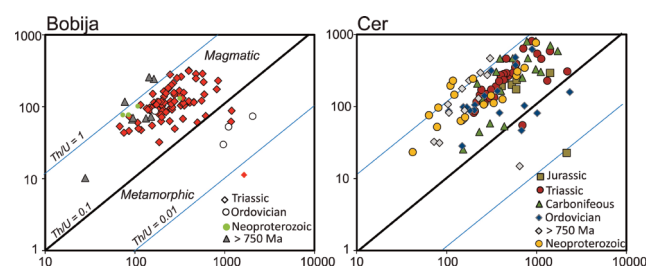 Bobija
Cer
1000
100
10
1
1
10
100
1000
10000
Magmatic
Metamorphic
Th/U = 1
Th/U = 0.1
Th/U = 0.01
Triassic
Ordovician
Neoproterozoic
> 750 Ma
10000
1000
100
10
1
10
100
1000
10000
Jurassic
Triassic
Carbonifeous
Ordovician
> 750 Ma
Neoproterozoic